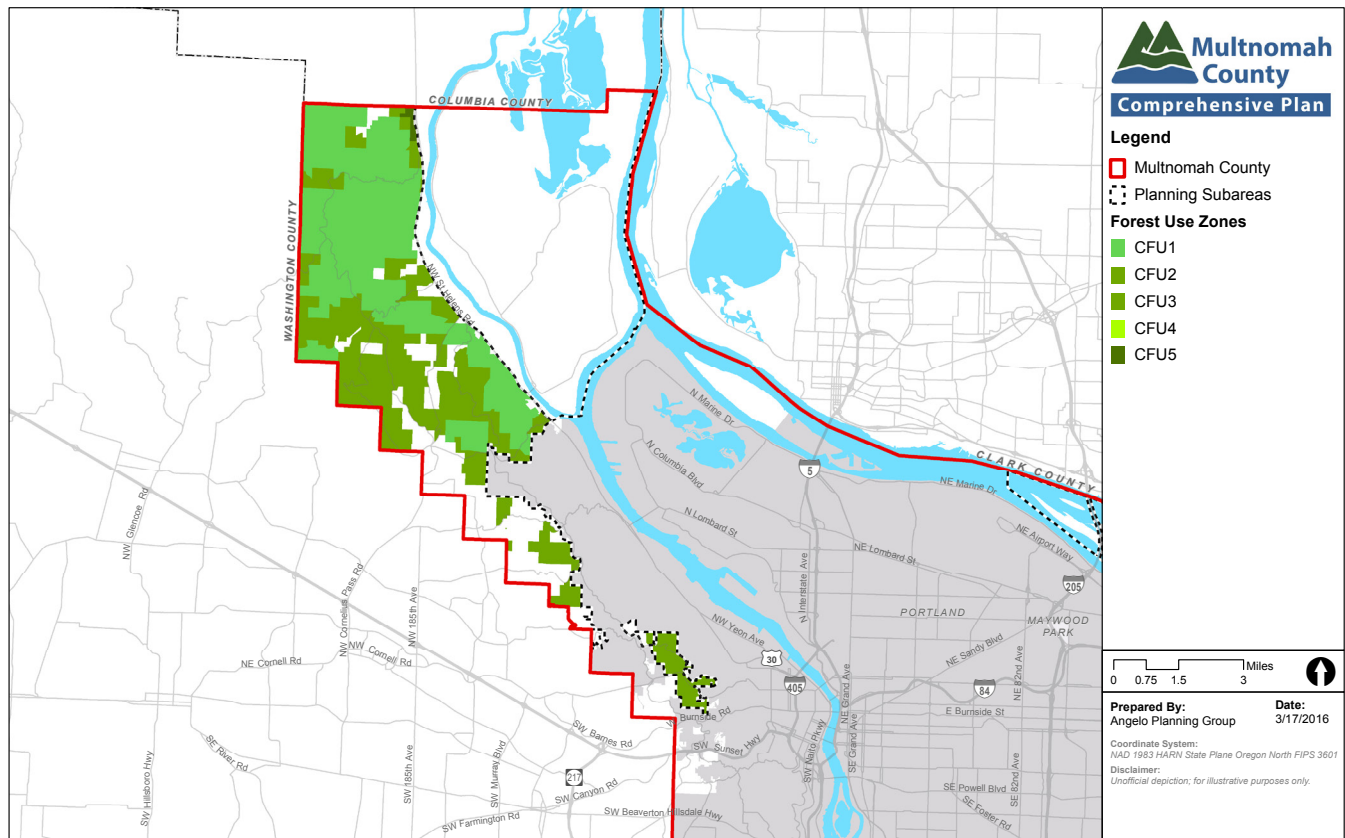 Multnomah
County
Comprehensive Plan
Legend
Multnomah County
Planning Subareas
Forest Use Zones
CFU1
CFU2
CFU3
CFU4
CFU5
COLUMBIA COUNTY
WASHINGTON COUNTY
NW St Helens Rd
CLARK COUNTY
N Marine Dr
N Columbia Blvd
5
NE Marine Dr
N Lombard St
NE Lombard St
NE Airport Way
205
N Interstate Ave
PORTLAND
MAYWOOD
PARK
NW Yeon Ave
30
NE Sandy Blvd
405
84
NE Grand Ave
NE 82nd Ave
E Burnside St
W Burnside Rd
SW Sunset Hwy
SW Naito Pkwy
SE Grand Ave
SE 82nd Ave
SE Powell Blvd
SE Foster Rd
NW Glencoe Rd
NW Cornelius Pass Rd
NW 185th Ave
NW Cornell Rd
NE Cornell Rd
SW Barnes Rd
217
SW Canyon Rd
SW Murray Blvd
SW 185th Ave
SE River Rd
SW Hillsboro Hwy
SW Farmington Rd
SW Beaverton Hillsdale Hwy
Miles
0 0.75 1.5 3
Prepared By:
Angelo Planning Group
Date:
3/17/2016
Coordinate System:
NAD 1983 HARN State Plane Oregon North FIPS 3601
Disclaimer:
Unofficial depiction; for illustrative purposes only.